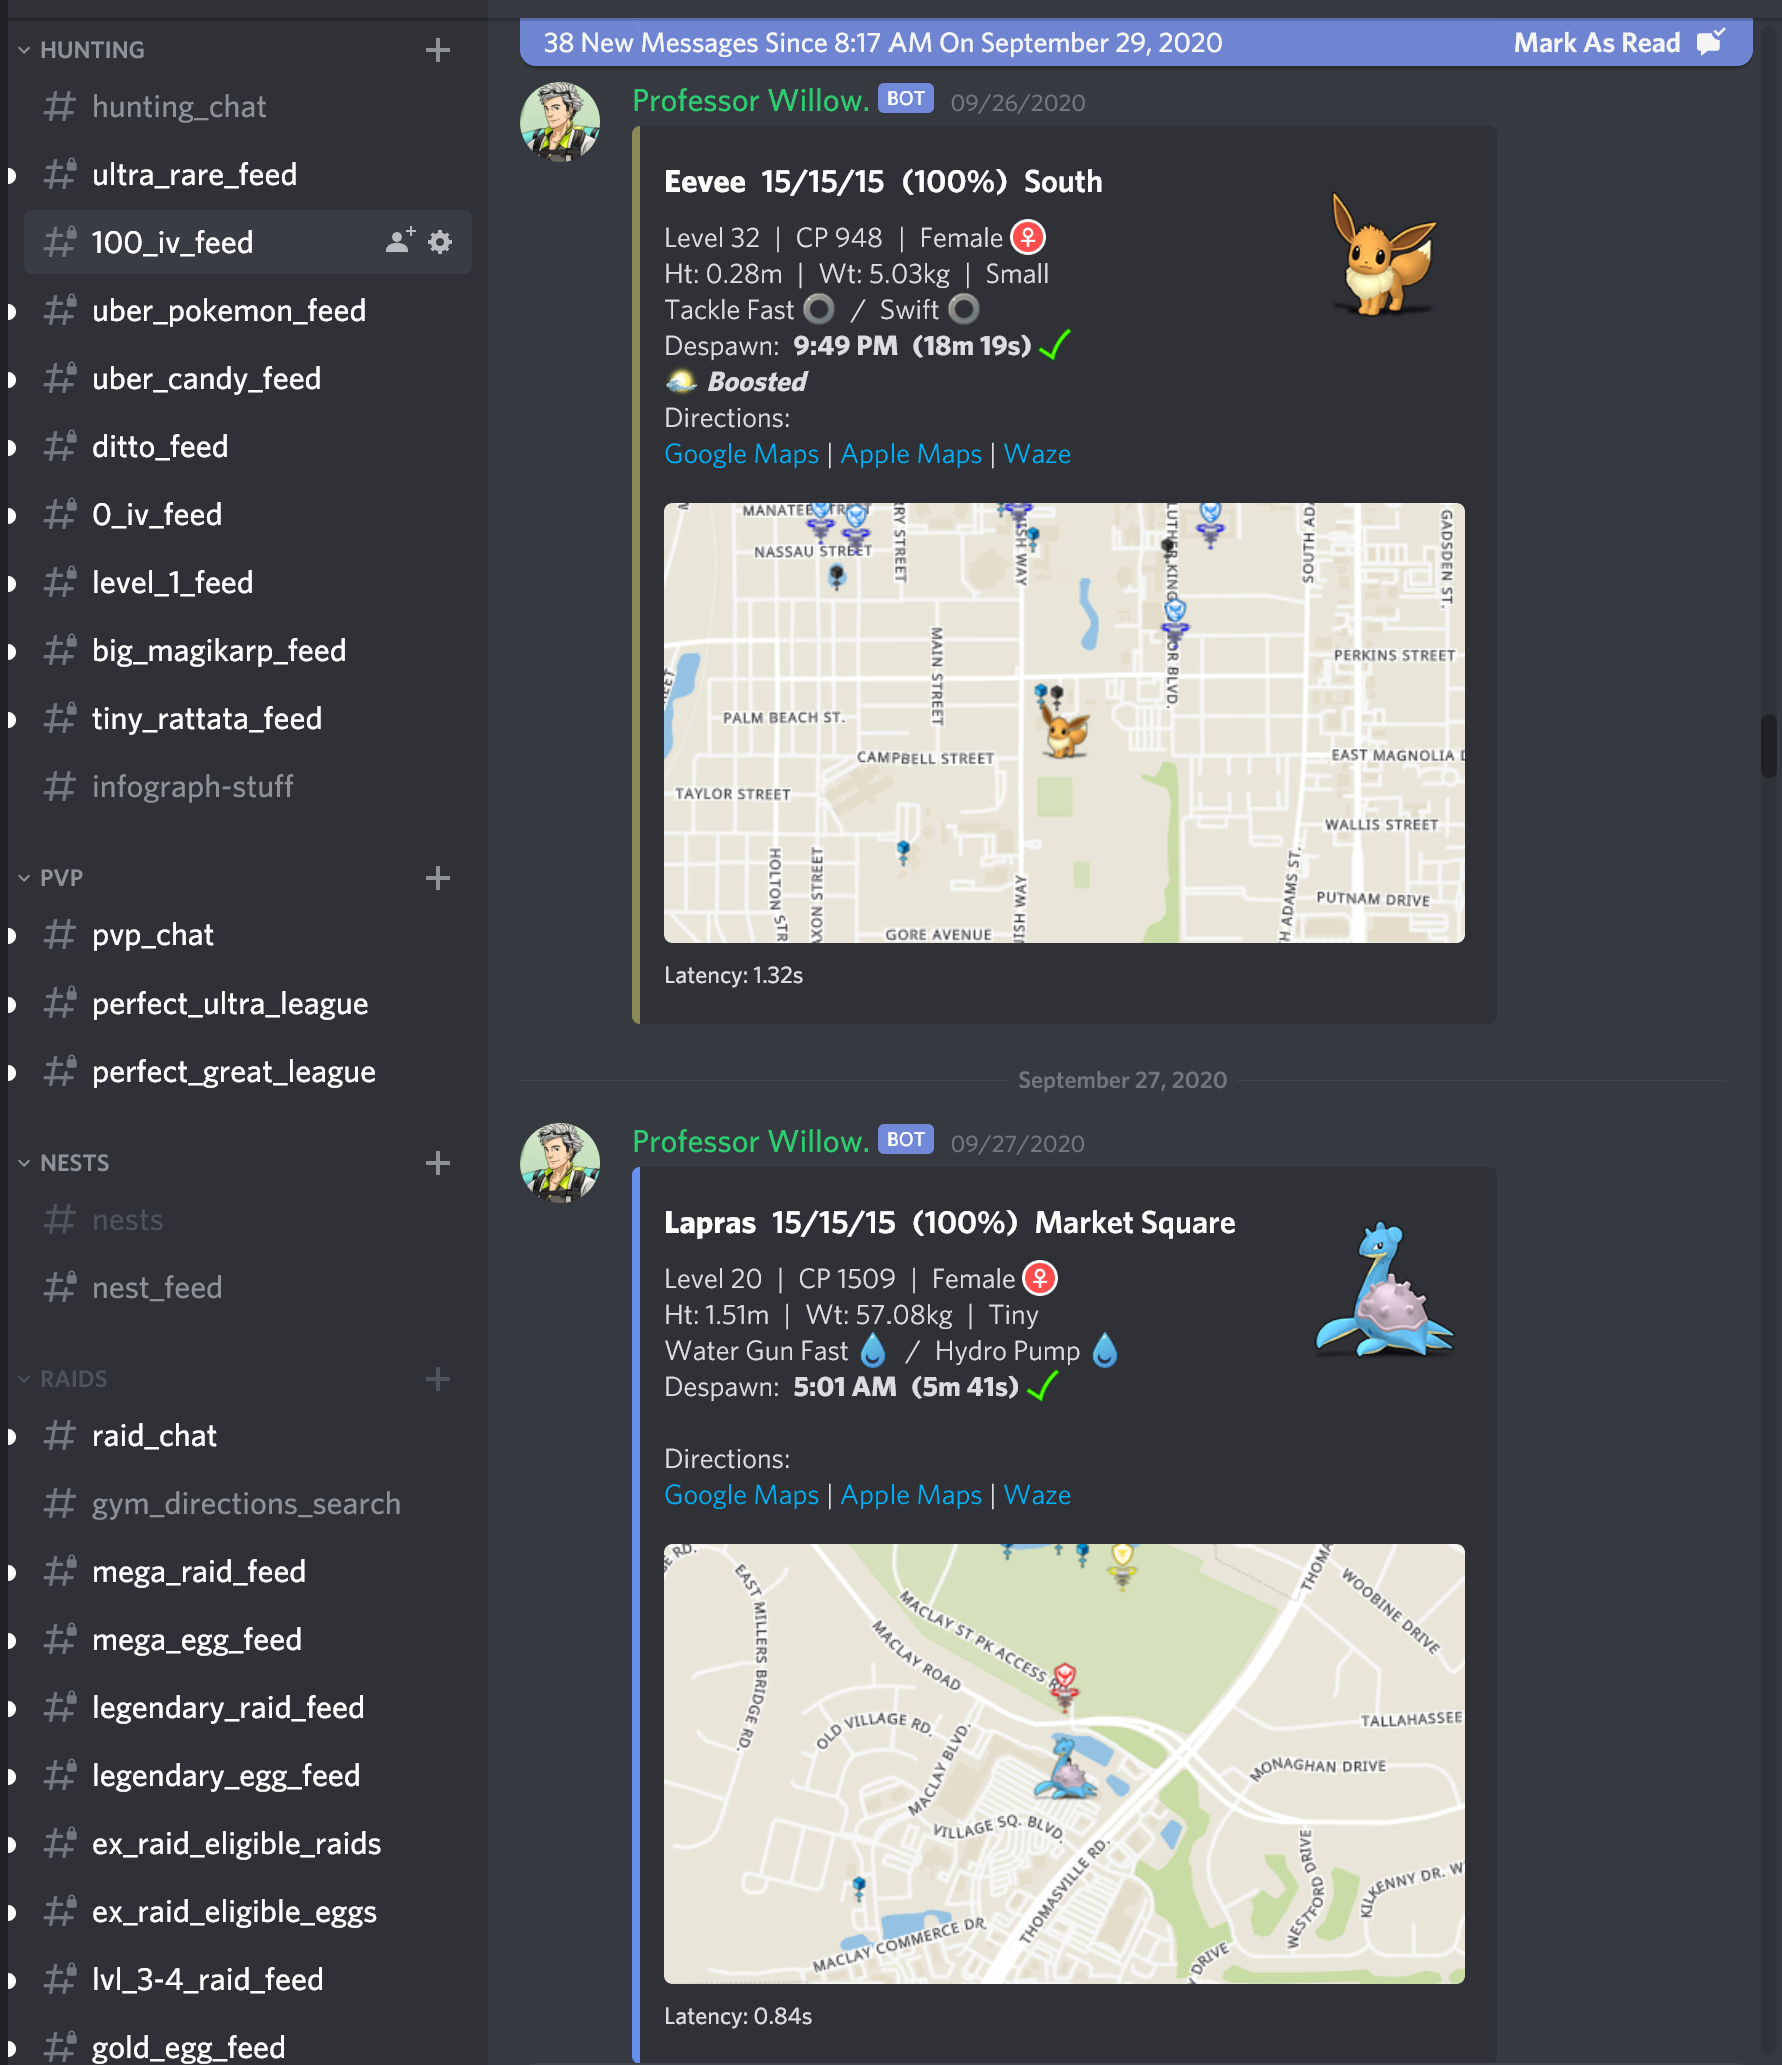 HUNTING
# hunting_chat
# ultra_rare_feed
# 100_iv_feed
# uber_pokemon_feed
# uber_candy_feed
# ditto_feed
# 0_iv_feed
# level_1_feed
# big_magikarp_feed
# tiny_rattata_feed
# infograph-stuff
PVP
# pvp_chat
# perfect_ultra_league
# perfect_great_league
NESTS
# nests
# nest_feed
RAIDS
# raid_chat
# gym_directions_search
# mega_raid_feed
# mega_egg_feed
# legendary_raid_feed
# legendary_egg_feed
# ex_raid_eligible_raids
# ex_raid_eligible_eggs
# lvl_3-4_raid_feed
# gold_egg_feed
38 New Messages Since 8:17 AM On September 29, 2020 Mark As Read
Professor Willow. BOT 09/26/2020
Eevee 15/15/15 (100%) South
Level 32 | CP 948 | Female ♀
Ht: 0.28m | Wt: 5.03kg | Small
Tackle Fast / Swift
Despawn: 9:49 PM (18m 19s)
Boosted
Directions:
Google Maps | Apple Maps | Waze
NASSAU STREET
RY STREET
ISH WAY
LUTHER KING
OR BLVD.
SOUTH AD
GADSDEN ST.
MAIN STREET
PERKINS STREET
PALM BEACH ST.
CAMPBELL STREET
EAST MAGNOLIA D
TAYLOR STREET
WALLIS STREET
HOLTON STR
AXON STREET
NISH WAY
H ADAMS ST.
PUTNAM DRIVE
GORE AVENUE
Latency: 1.32s
September 27, 2020
Professor Willow. BOT 09/27/2020
Lapras 15/15/15 (100%) Market Square
Level 20 | CP 1509 | Female ♀
Ht: 1.51m | Wt: 57.08kg | Tiny
Water Gun Fast / Hydro Pump
Despawn: 5:01 AM (5m 41s)
Directions:
Google Maps | Apple Maps | Waze
SE RD.
EAST MILLERS BRIDGE RD.
MACLAY ST PK ACCESS
MACLAY ROAD
THOMA
WOODBINE DRIVE
OLD VILLAGE RD.
MACLAY BLVD.
TALLAHASSEE
MONAGHAN DRIVE
VILLAGE SQ. BLVD.
THOMASVILLE RD.
WESTFORD DRIVE
KILKENNY DR. W
MACLAY COMMERCE DR.
Y DRIVE
Latency: 0.84s